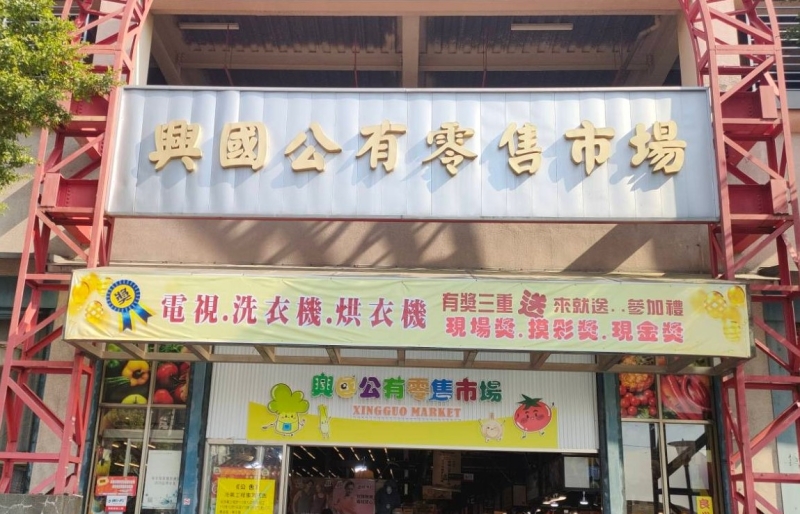 興國公有零售市場
獎
電視.洗衣機.烘衣機
有獎三重送 來就送..參加禮
現場獎.摸彩獎.現金獎
興國公有零售市場
XINGGUO MARKET